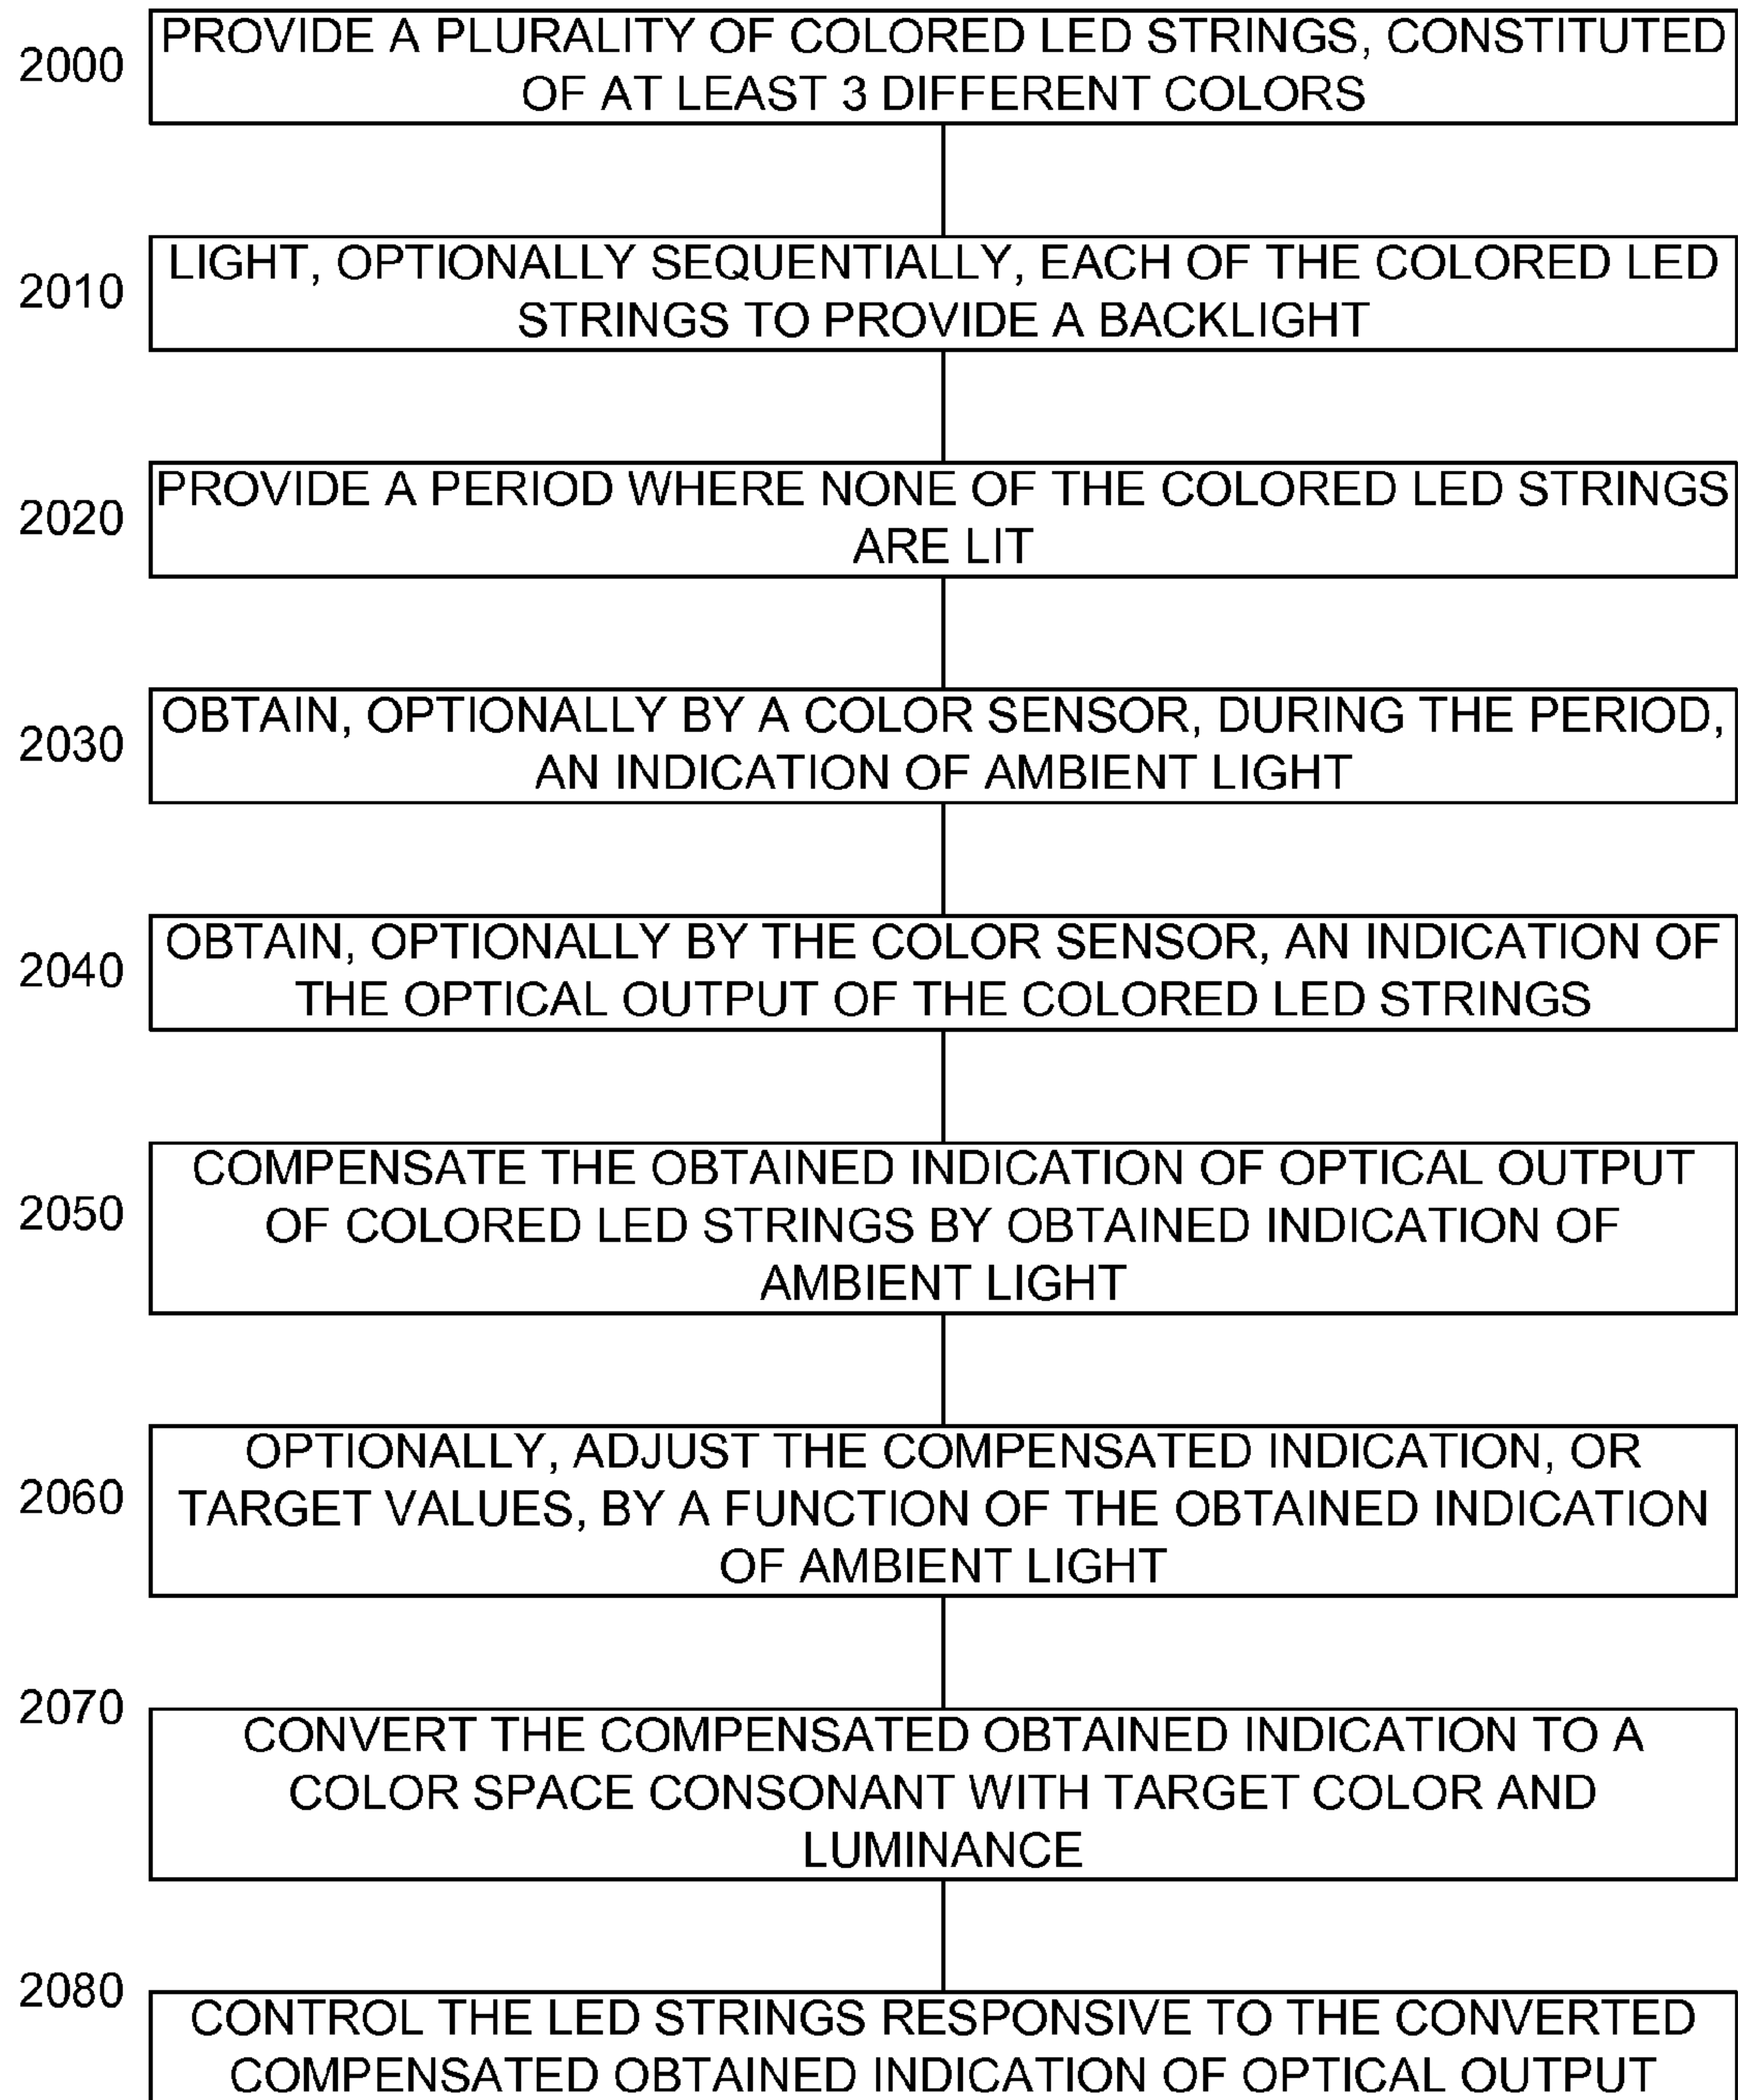 2000
PROVIDE A PLURALITY OF COLORED LED STRINGS, CONSTITUTED
OF AT LEAST 3 DIFFERENT COLORS
2010
LIGHT, OPTIONALLY SEQUENTIALLY, EACH OF THE COLORED LED
STRINGS TO PROVIDE A BACKLIGHT
2020
PROVIDE A PERIOD WHERE NONE OF THE COLORED LED STRINGS
ARE LIT
2030
OBTAIN, OPTIONALLY BY A COLOR SENSOR, DURING THE PERIOD,
AN INDICATION OF AMBIENT LIGHT
2040
OBTAIN, OPTIONALLY BY THE COLOR SENSOR, AN INDICATION OF
THE OPTICAL OUTPUT OF THE COLORED LED STRINGS
2050
COMPENSATE THE OBTAINED INDICATION OF OPTICAL OUTPUT
OF COLORED LED STRINGS BY OBTAINED INDICATION OF
AMBIENT LIGHT
2060
OPTIONALLY, ADJUST THE COMPENSATED INDICATION, OR
TARGET VALUES, BY A FUNCTION OF THE OBTAINED INDICATION
OF AMBIENT LIGHT
2070
CONVERT THE COMPENSATED OBTAINED INDICATION TO A
COLOR SPACE CONSONANT WITH TARGET COLOR AND
LUMINANCE
2080
CONTROL THE LED STRINGS RESPONSIVE TO THE CONVERTED
COMPENSATED OBTAINED INDICATION OF OPTICAL OUTPUT